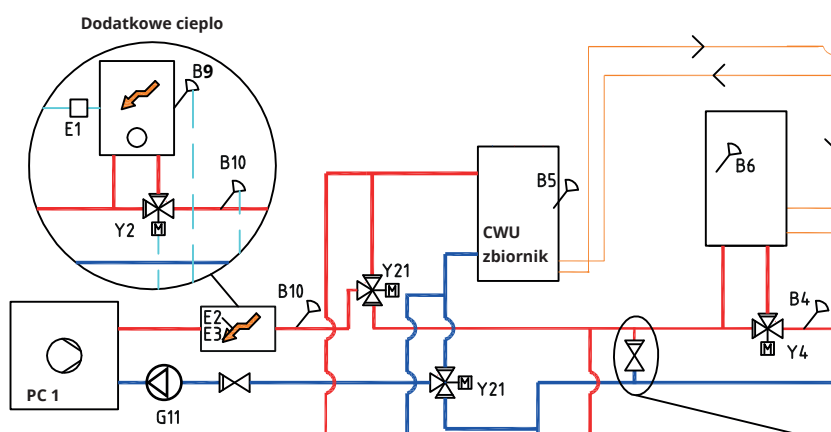 Dodatkowe cieplo
B9
E1
B10
Y2
M
B5
B6
CWU
zbiornik
Y21
M
B10
E2
E3
B4
M
Y4
PC 1
G11
M
Y21